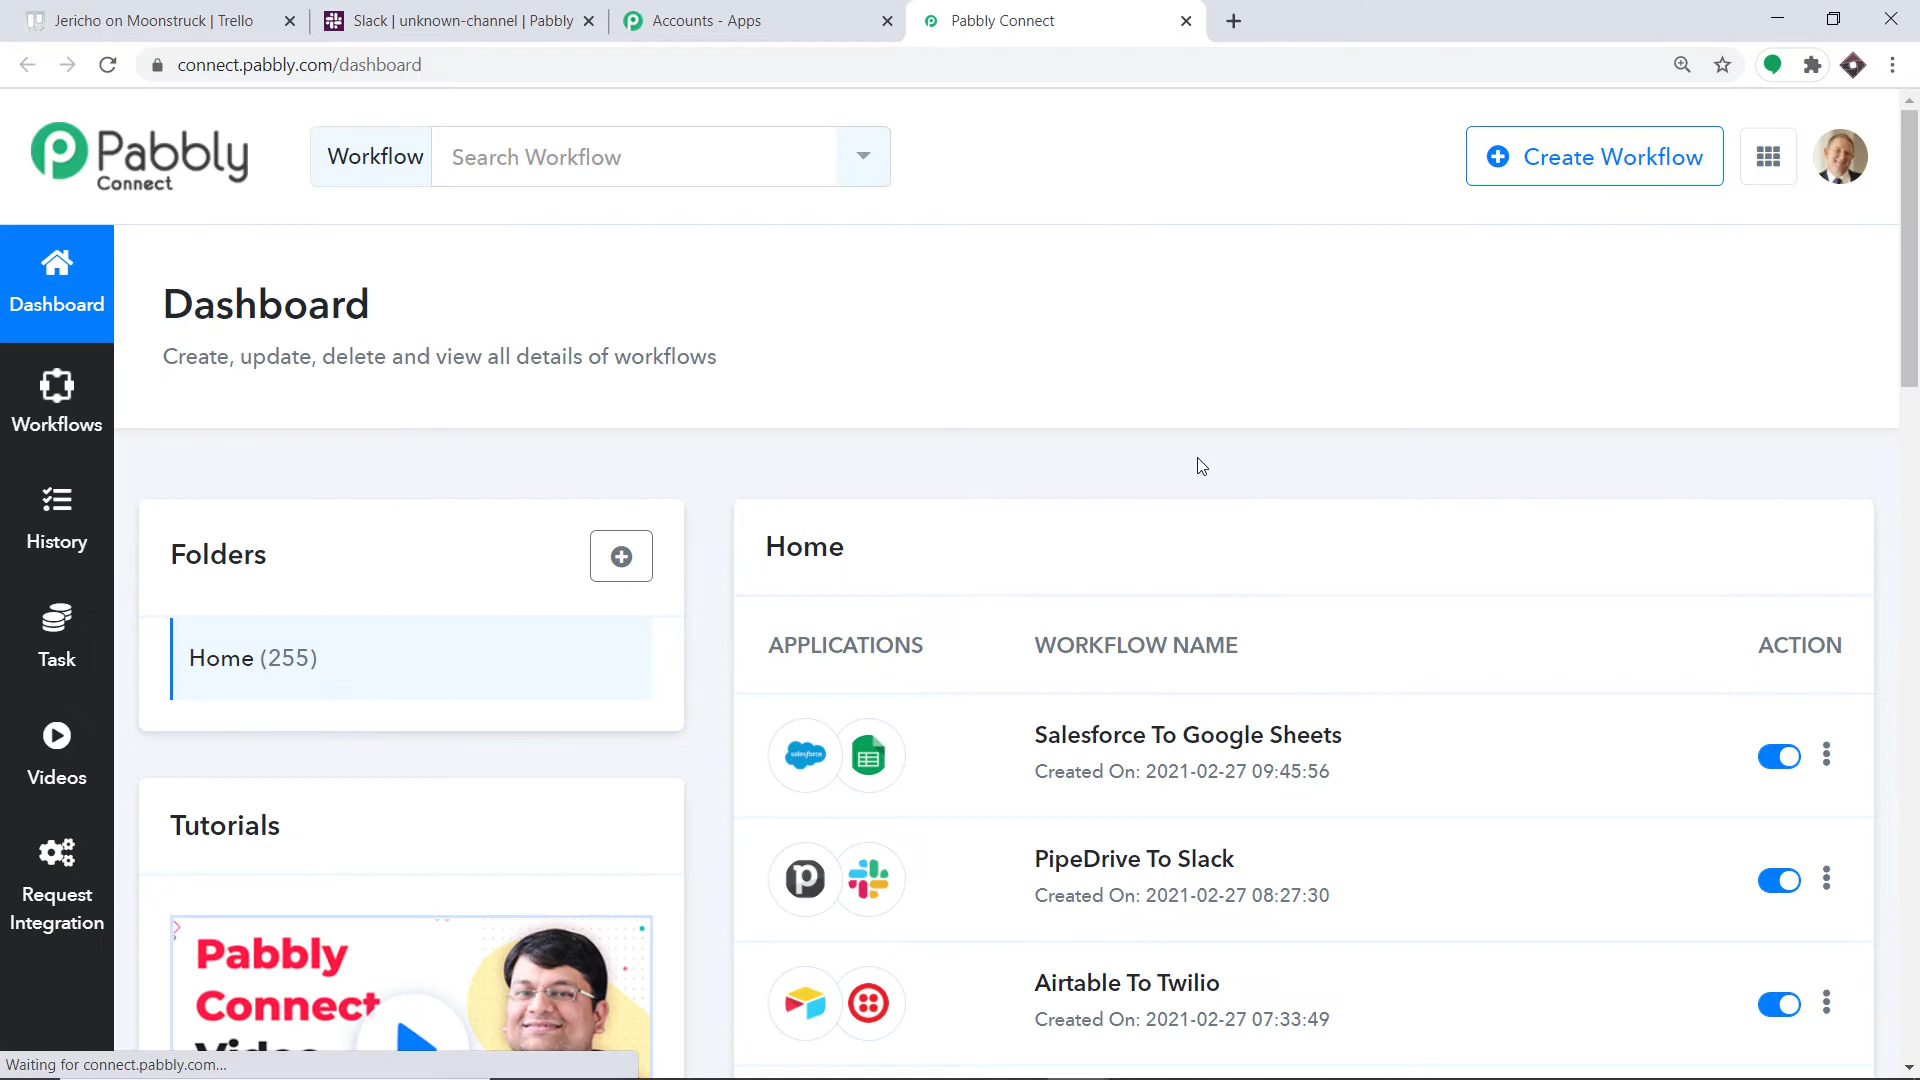 Jericho on Moonstruck | Trello
Slack | unknown-channel | Pabbly
Accounts - Apps
Pabbly Connect
connect.pabbly.com/dashboard
Pabbly
Connect
Workflow
Search Workflow
Create Workflow
Dashboard
Workflows
History
Task
Videos
Request
Integration
Dashboard
Create, update, delete and view all details of workflows
Folders
Home (255)
Tutorials
Pabbly
Connect
Video
Home
APPLICATIONS
WORKFLOW NAME
ACTION
salesforce
Salesforce To Google Sheets
Created On: 2021-02-27 09:45:56
PipeDrive To Slack
Created On: 2021-02-27 08:27:30
Airtable To Twilio
Created On: 2021-02-27 07:33:49
Waiting for connect.pabbly.com...